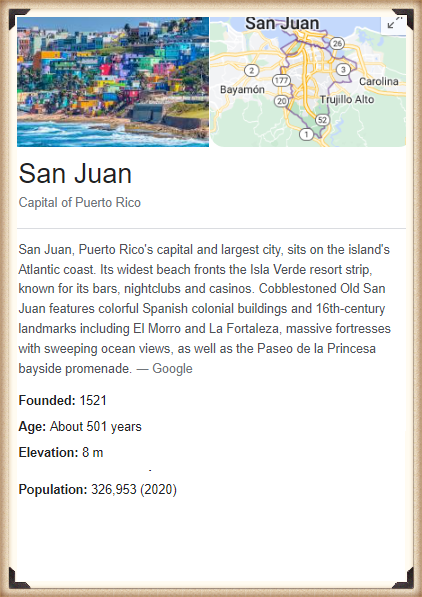 San Juan
26
2
3
177
Carolina
Bayamón
20
Trujillo Alto
52
1
San Juan
Capital of Puerto Rico
San Juan, Puerto Rico's capital and largest city, sits on the island's
Atlantic coast. Its widest beach fronts the Isla Verde resort strip,
known for its bars, nightclubs and casinos. Cobblestoned Old San
Juan features colorful Spanish colonial buildings and 16th-century
landmarks including El Morro and La Fortaleza, massive fortresses
with sweeping ocean views, as well as the Paseo de la Princesa
bayside promenade. — Google
Founded: 1521
Age: About 501 years
Elevation: 8 m
.
Population: 326,953 (2020)